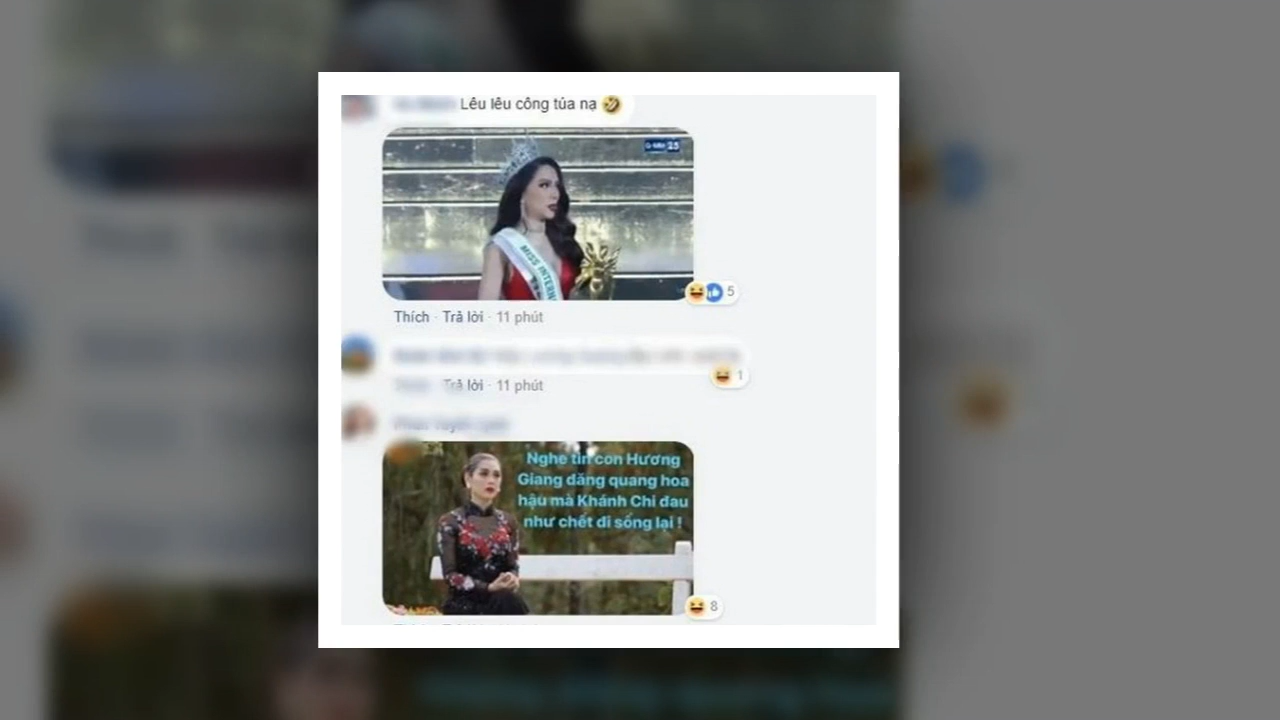 Lêu lêu công túa nạ
25
MISS INTERN
5
Thích · Trả lời · 11 phút
1
Trả lời · 11 phút
Nghe tin con Hương
Giang đăng quang hoa
hậu mà Khánh Chi đau
như chết đi sống lại !
8